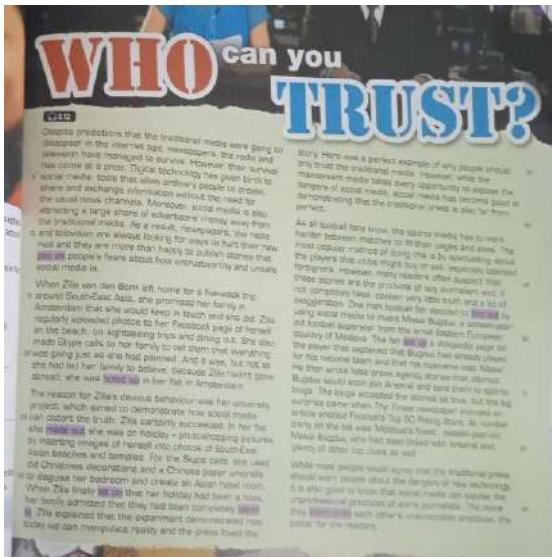 WHO can you
TRUST?
Despite predictions that the traditional media were going to
disappear in the internet age, newspapers, the radio and
television have managed to survive. However, their survival
has come at a price. Digital technology has given rise to
social media: tools that allow ordinary people to create,
share and exchange information without the need for
the usual news channels. Moreover, social media is also
attracting a large share of advertisers' money away from
the traditional media. As a result, newspapers, the radio
and television are always looking for ways to hurt their new
rival and they are more than happy to publish stories that
play on people's fears about how untrustworthy and unsafe
social media is.
When Zilla van den Born left home for a five-week trip
around South-East Asia, she promised her family in
Amsterdam that she would keep in touch and she did. Zilla
regularly uploaded photos to her Facebook page of herself
on the beach, on sightseeing trips and dining out. She also
made Skype calls to her family to tell them that everything
was going just as she had planned. And it was, but not as
she had led her family to believe, because Zilla hadn't gone
abroad; she was holed up in her flat in Amsterdam.
The reason for Zilla's devious behaviour was her university
project, which aimed to demonstrate how social media
can distort the truth. Zilla certainly succeeded. In her
she made out she was on holiday – photoshopping pictures
by inserting images of herself into photos of South-East
Asian beaches and temples. For the Skype calls, she used
old Christmas decorations and a Chinese paper umbrella
to disguise her bedroom and create an Asian hotel room.
When Zilla finally let on that her holiday had been a hoax,
her family admitted that they had been completely taken
in. Zilla explained that the experiment demonstrated how
today we can manipulate reality and the press loved the
story. Here was a perfect example of why people should
only trust the traditional media. However, while the
mainstream media takes every opportunity to expose the
dangers of social media, social media has become good at
demonstrating that the traditional press is also far from
perfect.
As all football fans know, the sports media has to work
harder between matches to fill their pages and sites. The
most popular method of doing this is by speculating about
the players that clubs might buy or sell, especially talented
foreigners. However, many readers often suspect that
these stories are the products of lazy journalism and, if
not completely false, contain very little truth and a lot of
exaggeration. One Irish football fan decided to find out by
using social media to invent Masal Bugduv, a sixteen-year-
old football superstar from the small Eastern European
country of Moldova. The fan set up a Wikipedia page for
the player that explained that Bugduv had already played
for his national team and that his nickname was 'Massi'.
He then wrote false press agency stories that claimed
Bugduv would soon join Arsenal and sent them to sports
blogs. The blogs accepted the stories as true, but the big
surprise came when The Times newspaper published an
article entitled Football's Top 50 Rising Stars. At number
thirty on the list was 'Moldova's finest', sixteen-year-old
Masal Bugduv, who had been linked with Arsenal and
plenty of other top clubs as well.
While most people would agree that the traditional press
should warn people about the dangers of new technology,
it's also good to know that social media can expose the
unprofessional practices of some journalists. The more
they each other's unacceptable practices, the
better for the readers.